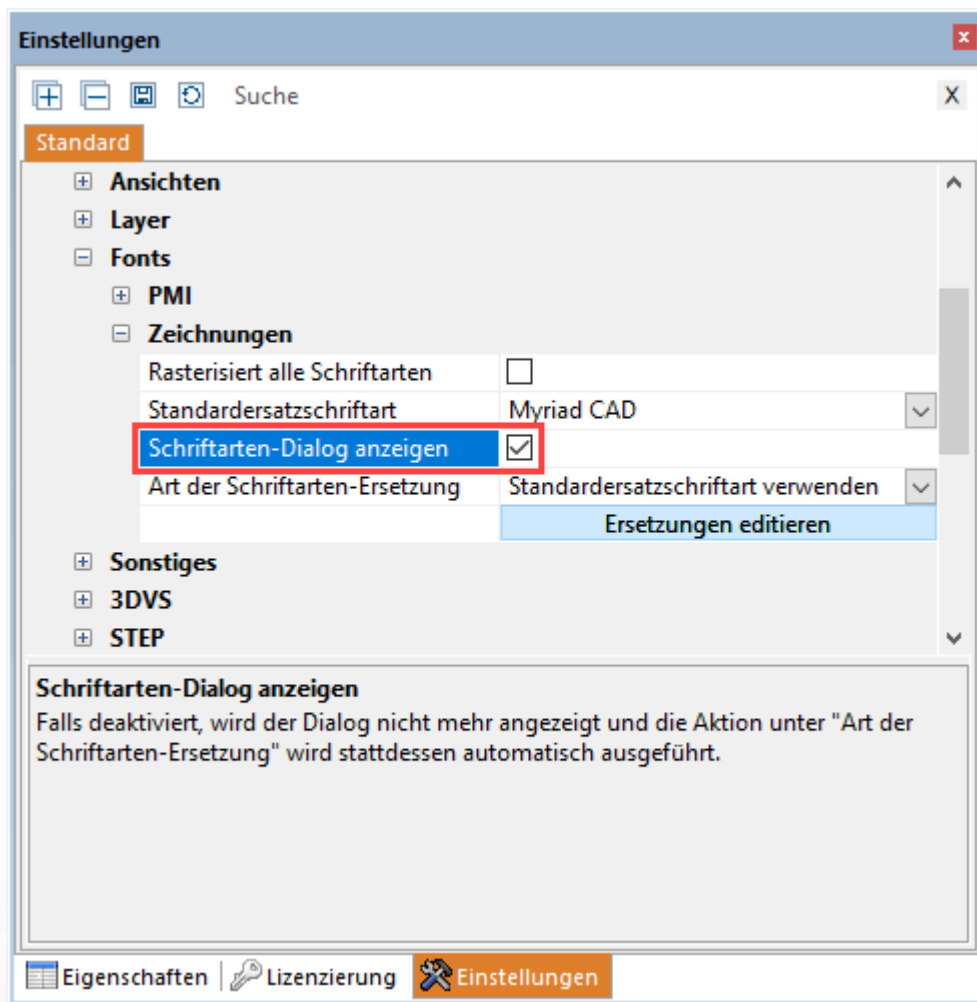 Einstellungen
x
Suche
X
Standard
Ansichten
Layer
Fonts
PMI
Zeichnungen
Rasterisiert alle Schriftarten
Standardersatzschriftart Myriad CAD
Schriftarten-Dialog anzeigen
Art der Schriftarten-Ersetzung Standardersatzschriftart verwenden
Ersetzungen editieren
Sonstiges
3DVS
STEP
Schriftarten-Dialog anzeigen
Falls deaktiviert, wird der Dialog nicht mehr angezeigt und die Aktion unter "Art der
Schriftarten-Ersetzung" wird stattdessen automatisch ausgeführt.
Eigenschaften Lizenzierung Einstellungen